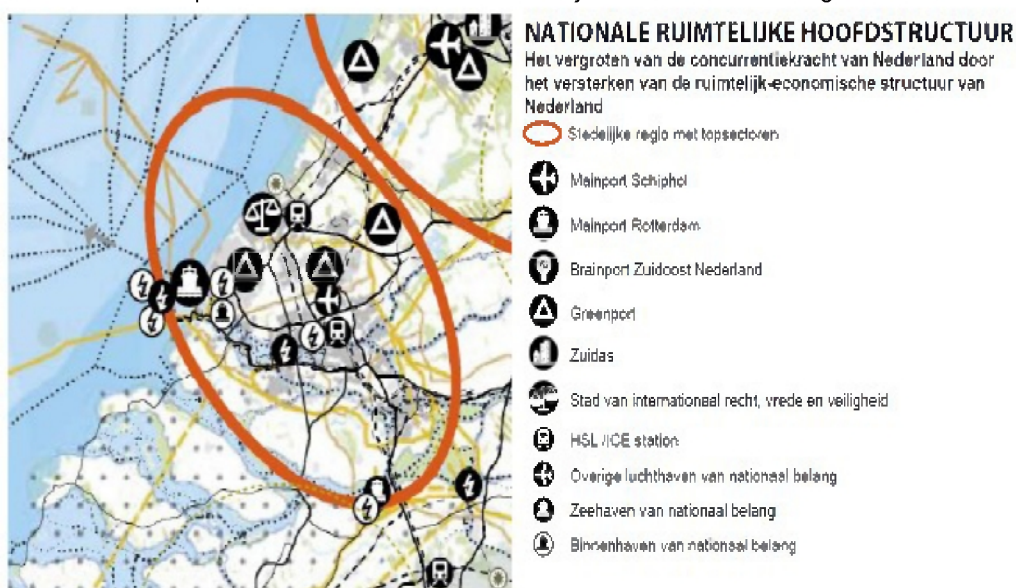 NATIONALE RUIMTELIJKE HOOFDSTRUCTUUR
Het vergroten van de concurrentiekracht van Nederland door
het versterken van de ruimtelijk-economische structuur van
Nederland
Stedelijke regio met topsectoren
Mainport Schiphol
Mainport Rotterdam
Brainport Zuidoost Nederland
Greenport
Zuidas
Stad van internationaal recht, vrede en veiligheid
HSL /ICE station
Overige luchthaven van nationaal belang
Zeehaven van nationaal belang
Binnenhaven van nationaal belang